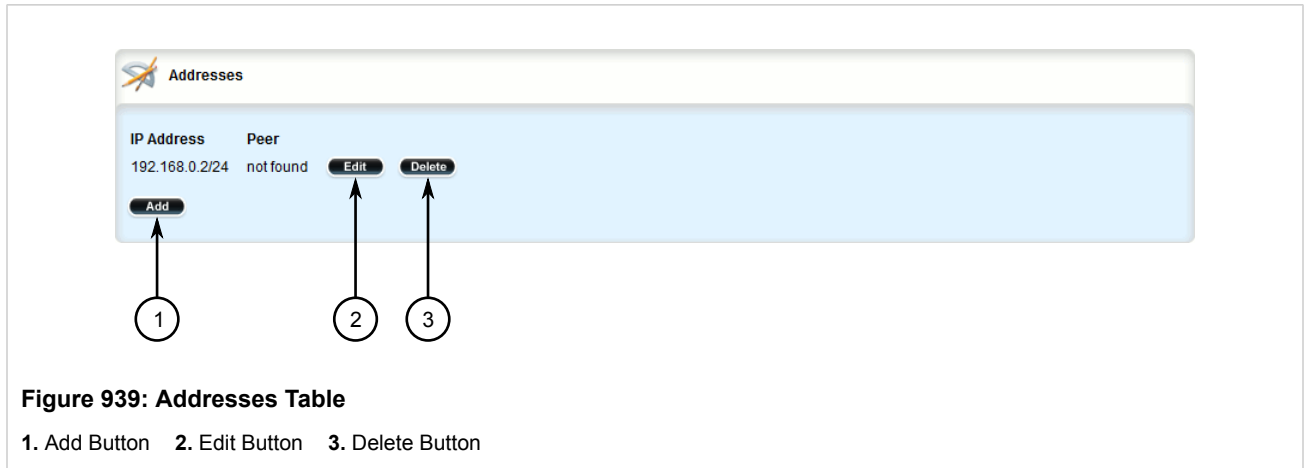 Addresses
IP Address Peer
192.168.0.2/24 not found Edit Delete
Add
1 2 3
Figure 939: Addresses Table
1. Add Button 2. Edit Button 3. Delete Button